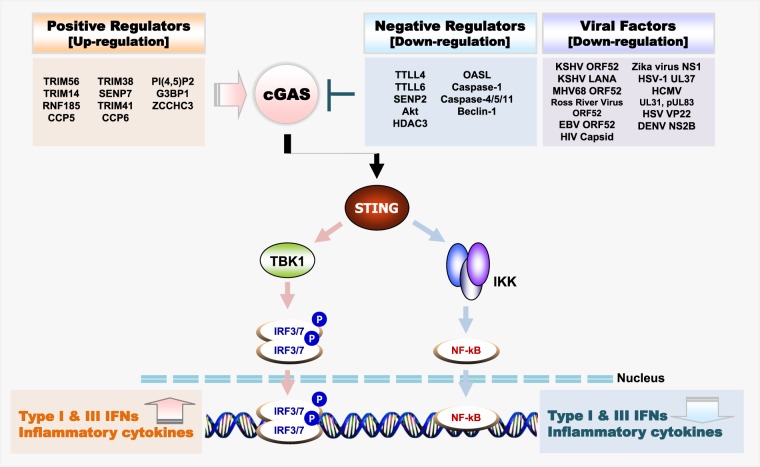 Positive Regulators
[Up-regulation]
TRIM56
TRIM14
RNF185
CCP5
TRIM38
SENP7
TRIM41
CCP6
PI(4,5)P2
G3BP1
ZCCHC3
cGAS
Negative Regulators
[Down-regulation]
TTLL4
TTLL6
SENP2
Akt
HDAC3
OASL
Caspase-1
Caspase-4/5/11
Beclin-1
Viral Factors
[Down-regulation]
KSHV ORF52
KSHV LANA
MHV68 ORF52
Ross River Virus
ORF52
EBV ORF52
HIV Capsid
Zika virus NS1
HSV-1 UL37
HCMV
UL31, pUL83
HSV VP22
DENV NS2B
STING
TBK1
IKK
P
IRF3/7
P
IRF3/7
NF-kB
Nucleus
Type I & III IFNs
Inflammatory cytokines
P
IRF3/7
P
IRF3/7
NF-kB
Type I & III IFNs
Inflammatory cytokines